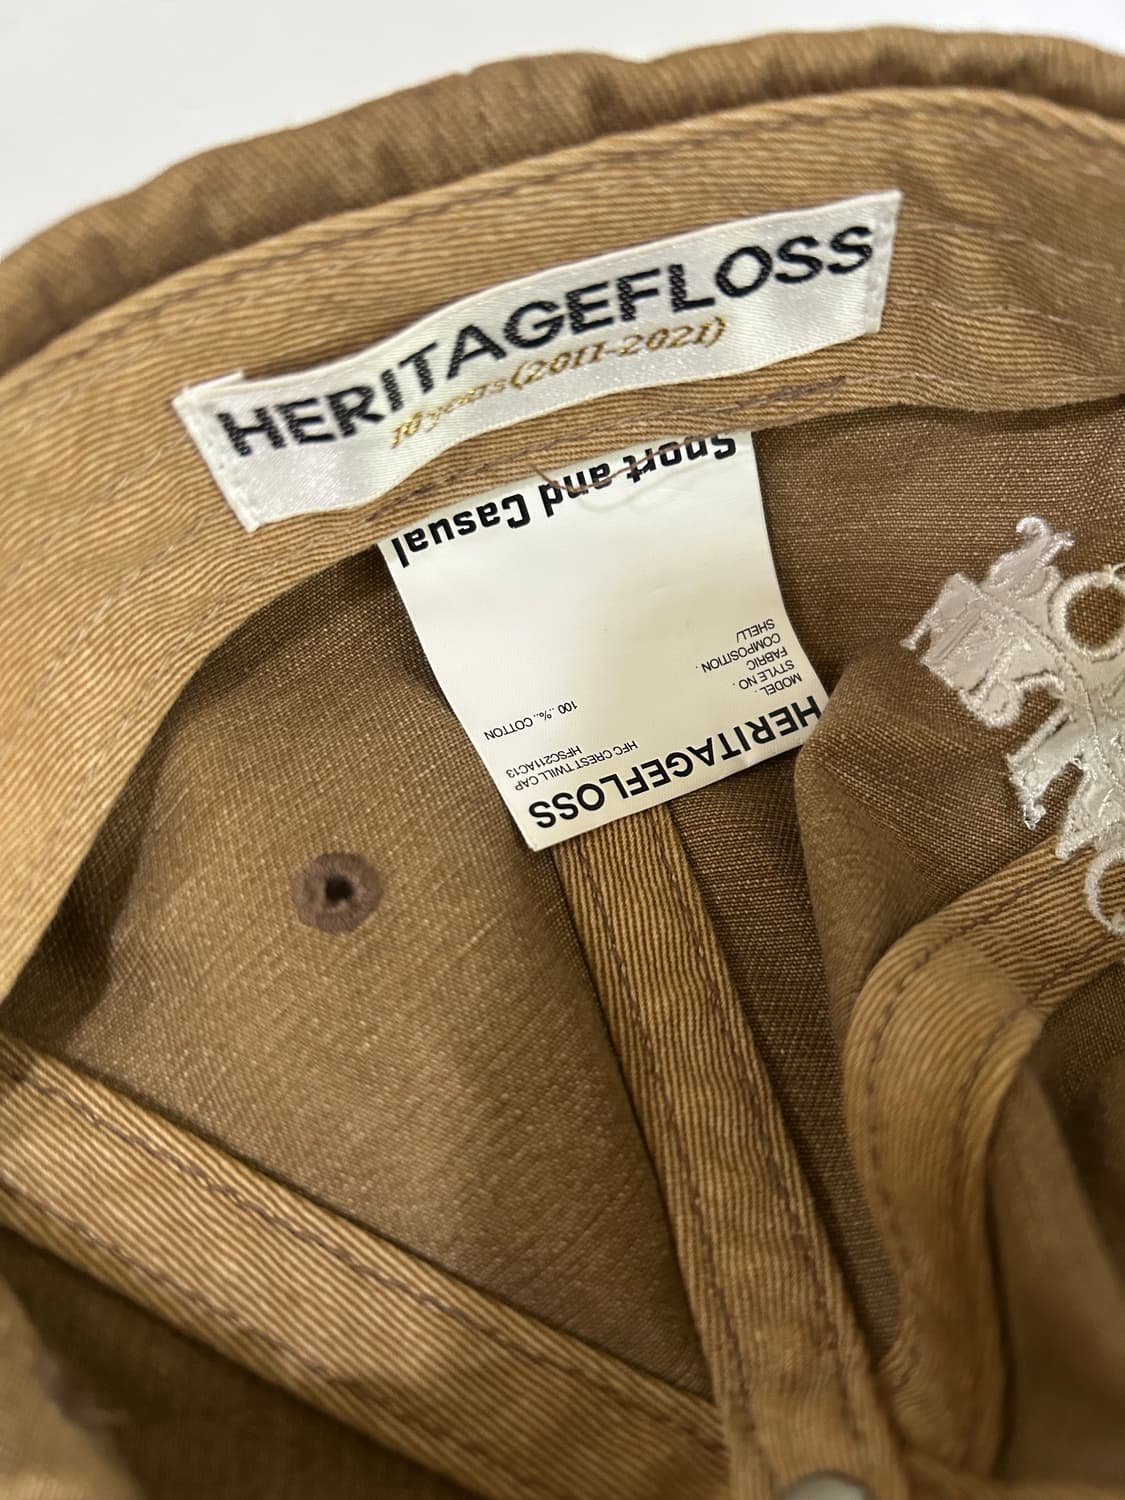 HERITAGEFLOSS
10 years (2011-2021)
HERITAGEFLOSS
MODEL. HFC CREST TWILL CAP
STYLE NO. HFSC211AC13
FABRIC
COMPOSITION.
SHELL/ 100..%..COTTON
Sport and Casual